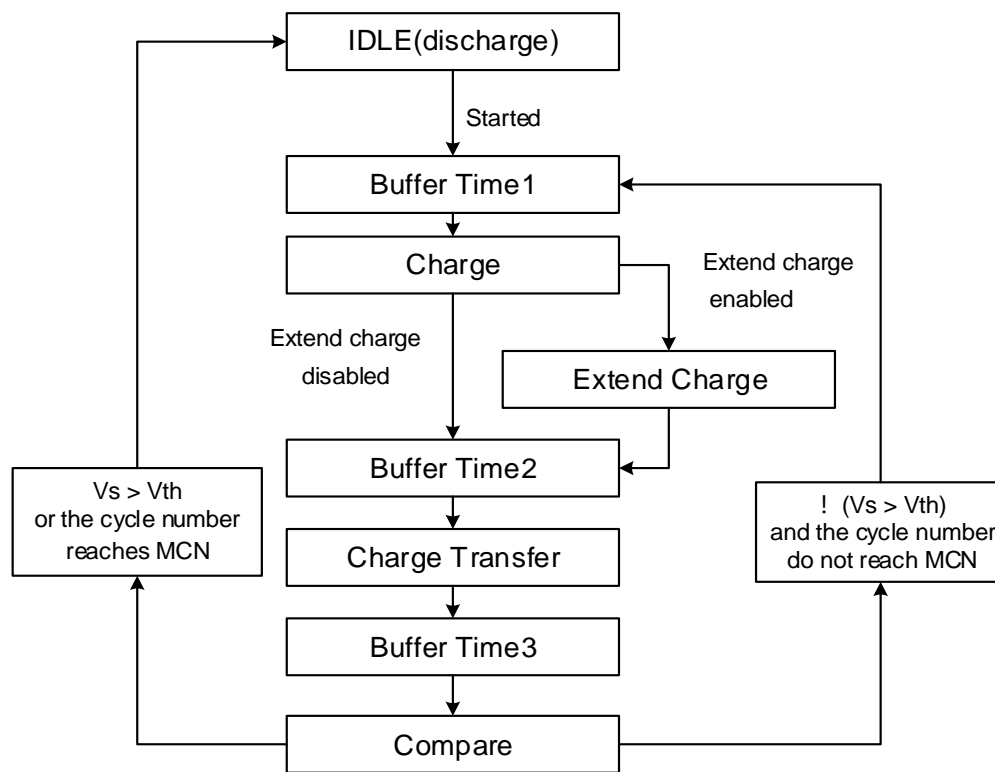 IDLE(discharge)
Started
Buffer Time1
Charge
Extend charge
enabled
Extend charge
disabled
Extend Charge
Buffer Time2
Vs > Vth
or the cycle number
reaches MCN
! (Vs > Vth)
and the cycle number
do not reach MCN
Charge Transfer
Buffer Time3
Compare